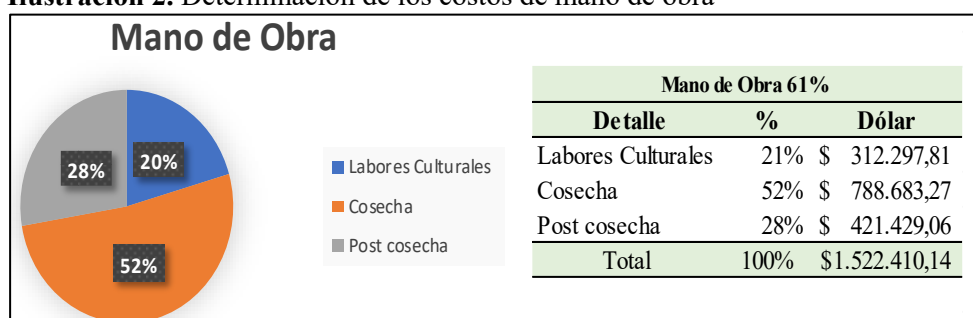 Ilustración 2. Determinación de los costos de mano de obra
Mano de Obra
28%
20%
52%
Labores Culturales
Cosecha
Post cosecha
Mano de Obra 61%
Detalle % Dólar
Labores Culturales 21% $ 312.297,81
Cosecha 52% $ 788.683,27
Post cosecha 28% $ 421.429,06
Total 100% $1.522.410,14